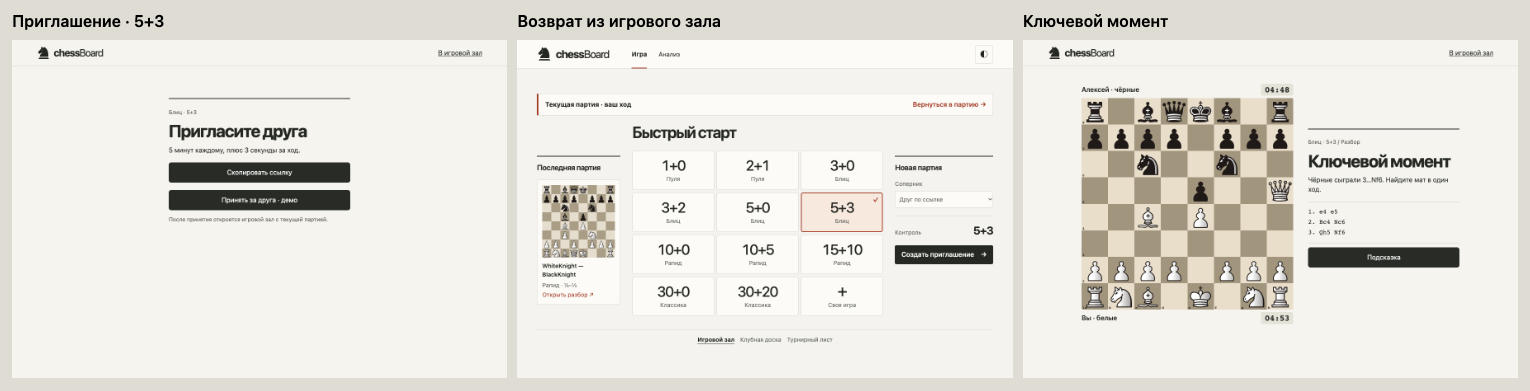 Приглашение · 5+3
chessBoard
В игровой зал
Блиц · 5+3
Пригласите друга
5 минут каждому, плюс 3 секунды за ход.
Скопировать ссылку
Принять за друга · демо
После принятия откроется игровой зал с текущей партией.
Возврат из игрового зала
chessBoard
Игра
Анализ
Текущая партия · ваш ход
Вернуться в партию →
Быстрый старт
Последняя партия
WhiteKnight —
BlackKnight
Рапид · ½–½
Открыть разбор ↗
1+0
Пуля
2+1
Пуля
3+0
Блиц
3+2
Блиц
5+0
Блиц
5+3
Блиц
10+0
Рапид
10+5
Рапид
15+10
Рапид
30+0
Классика
30+20
Классика
+
Своя игра
Новая партия
Соперник
Друг по ссылке
Контроль
5+3
Создать приглашение →
Игровой зал
Клубная доска
Турнирный лист
Ключевой момент
chessBoard
В игровой зал
Алексей · чёрные
04:48
Вы · белые
04:53
Блиц · 5+3 / Разбор
Ключевой момент
Чёрные сыграли 3…Nf6. Найдите мат в один
ход.
1. e4 e5
2. Bc4 Nc6
3. Qh5 Nf6
Подсказка